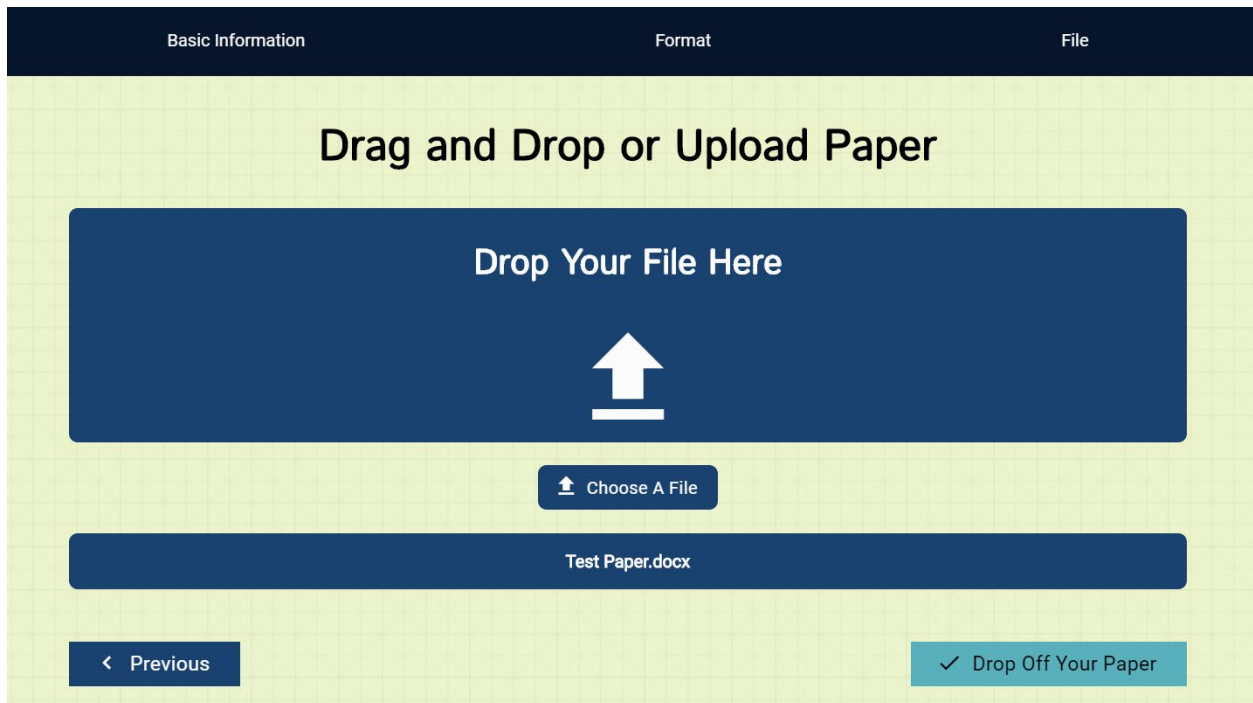 Basic Information Format File
Drag and Drop or Upload Paper
Drop Your File Here
Choose A File
Test Paper.docx
Previous Drop Off Your Paper